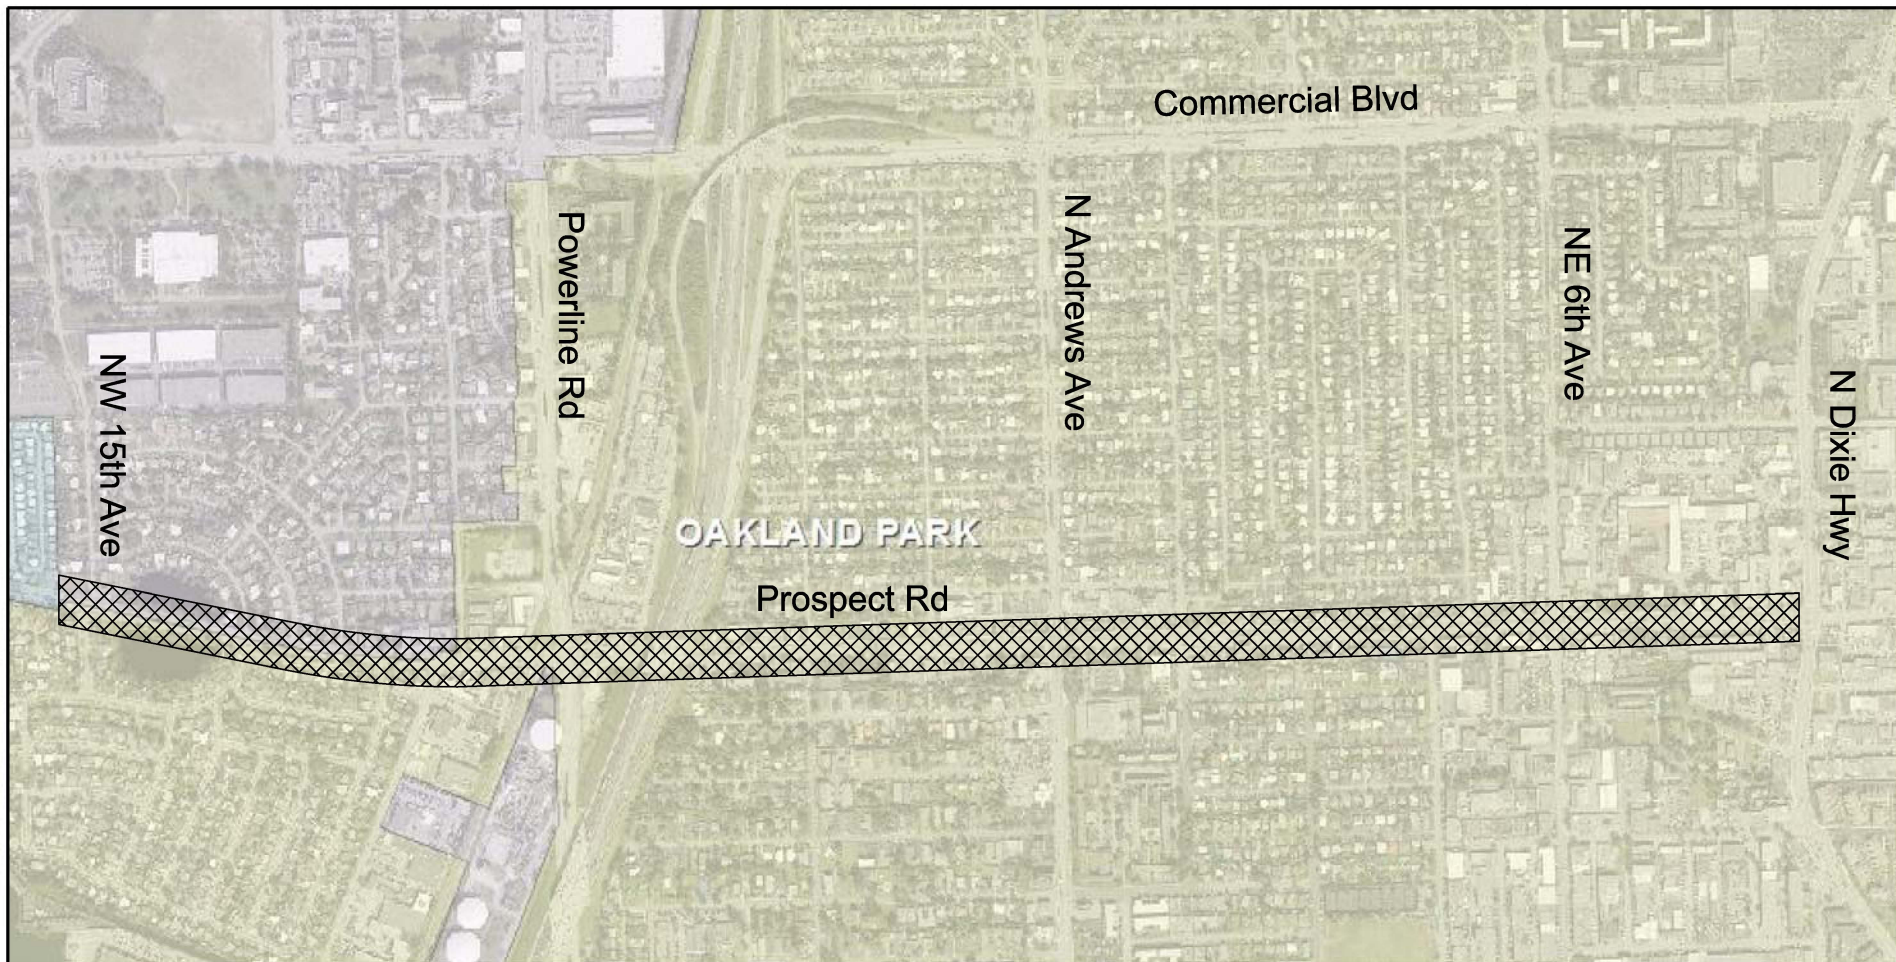 Commercial Blvd
Powerline Rd
N Andrews Ave
NE 6th Ave
NW 15th Ave
N Dixie Hwy
OAKLAND PARK
Prospect Rd